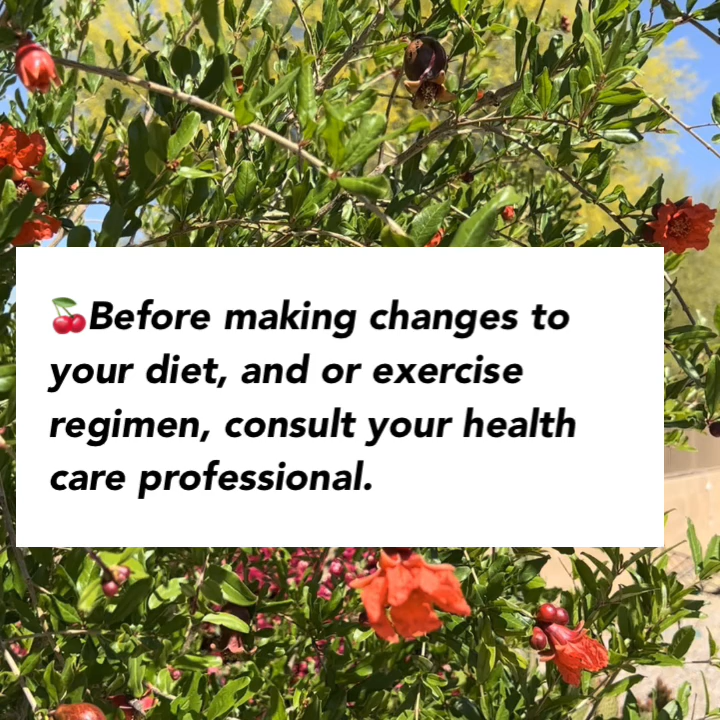 🍒Before making changes to
your diet, and or exercise
regimen, consult your health
care professional.